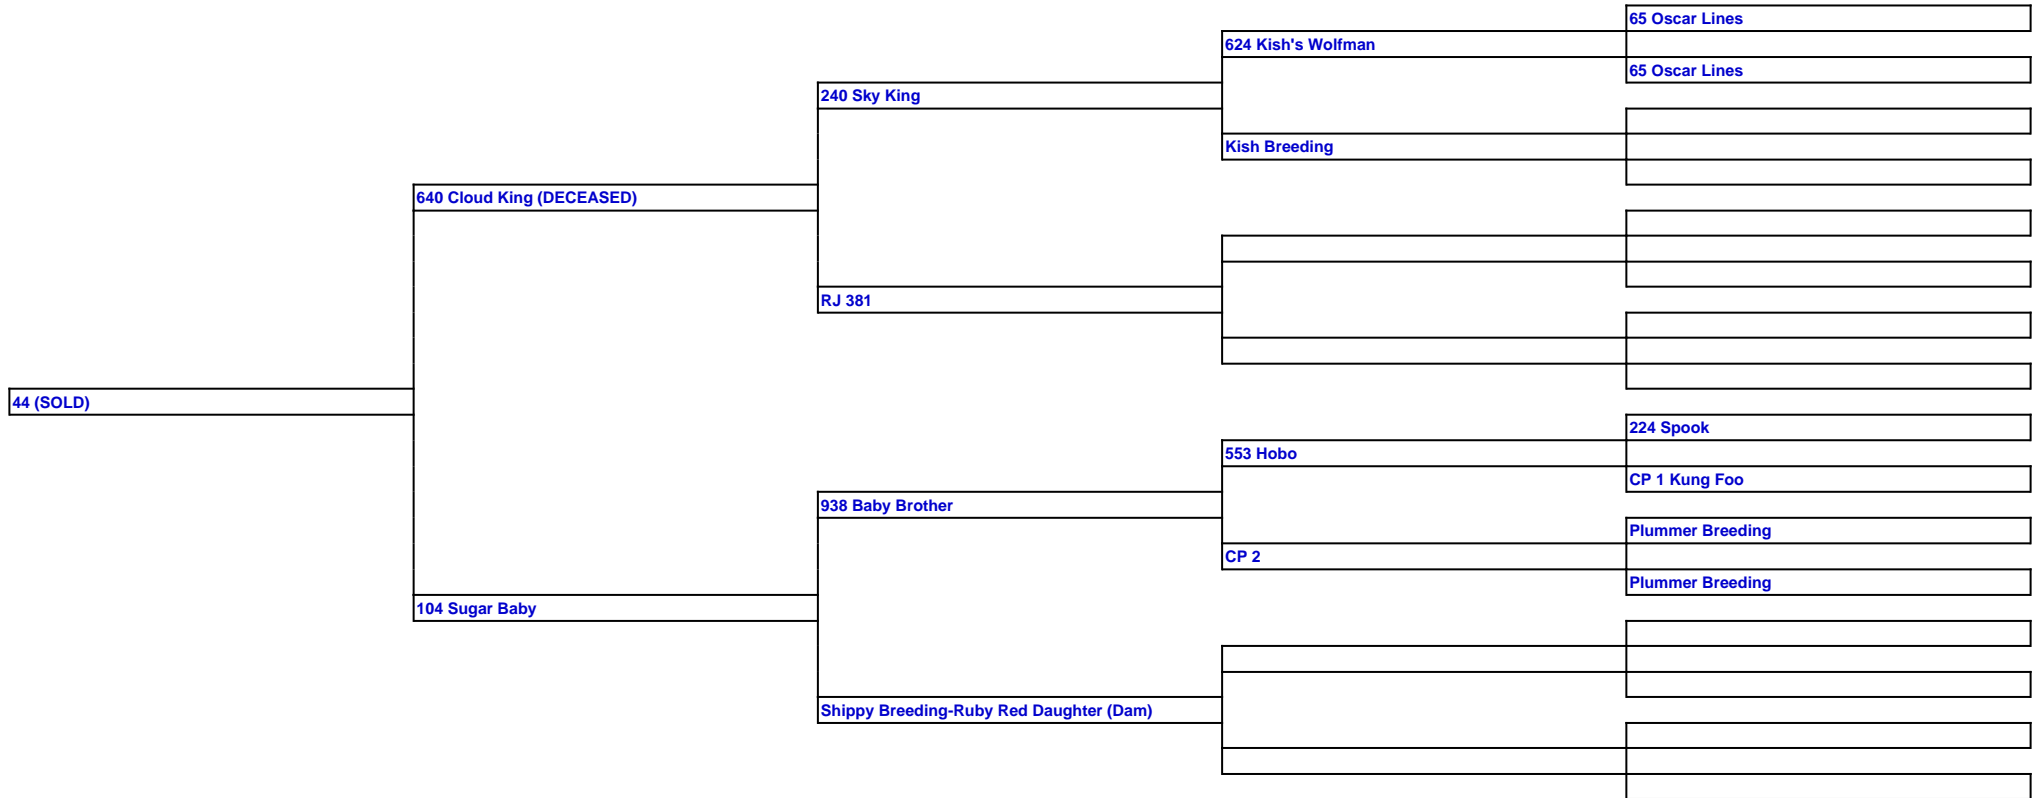 65 Oscar Lines
624 Kish's Wolfman
65 Oscar Lines
240 Sky King
Kish Breeding
640 Cloud King (DECEASED)
RJ 381
44 (SOLD)
224 Spook
553 Hobo
CP 1 Kung Foo
938 Baby Brother
Plummer Breeding
CP 2
Plummer Breeding
104 Sugar Baby
Shippy Breeding-Ruby Red Daughter (Dam)